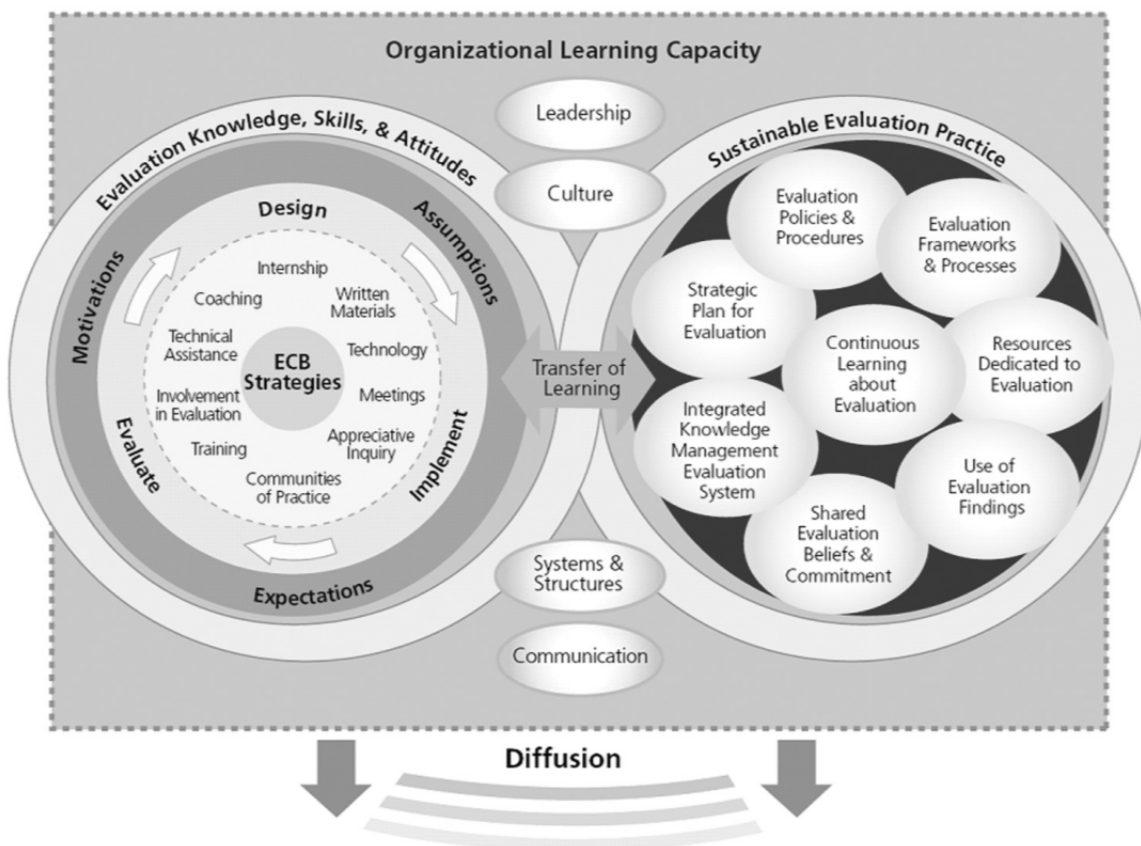 Organizational Learning Capacity
Leadership
Culture
Evaluation Knowledge, Skills, & Attitudes
Motivations
Assumptions
Expectations
Design
Implement
Evaluate
Internship
Coaching
Written
Materials
Technical
Assistance
Technology
ECB
Strategies
Involvement
in Evaluation
Meetings
Training
Appreciative
Inquiry
Communities
of Practice
Transfer of
Learning
Sustainable Evaluation Practice
Evaluation
Policies &
Procedures
Evaluation
Frameworks
& Processes
Strategic
Plan for
Evaluation
Continuous
Learning
about
Evaluation
Resources
Dedicated to
Evaluation
Integrated
Knowledge
Management
Evaluation
System
Use of
Evaluation
Findings
Shared
Evaluation
Beliefs &
Commitment
Systems &
Structures
Communication
Diffusion